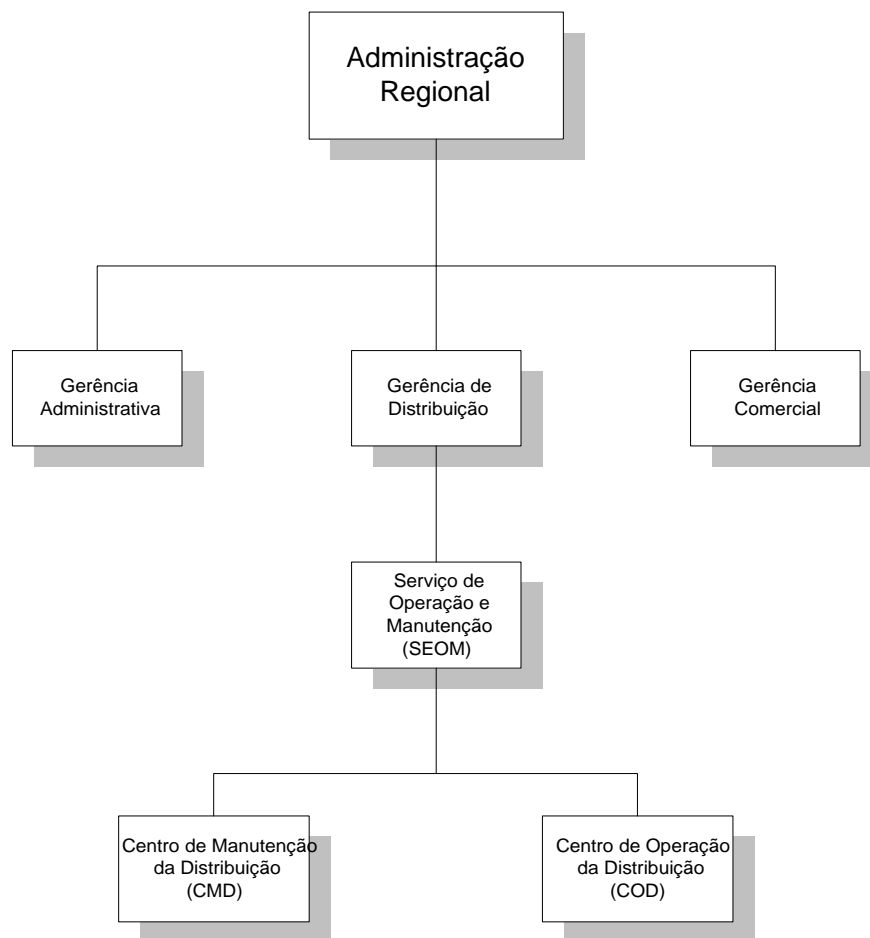 Administração
Regional
Gerência
Administrativa
Gerência de
Distribuição
Gerência
Comercial
Serviço de
Operação e
Manutenção
(SEOM)
Centro de Manutenção
da Distribuição
(CMD)
Centro de Operação
da Distribuição
(COD)